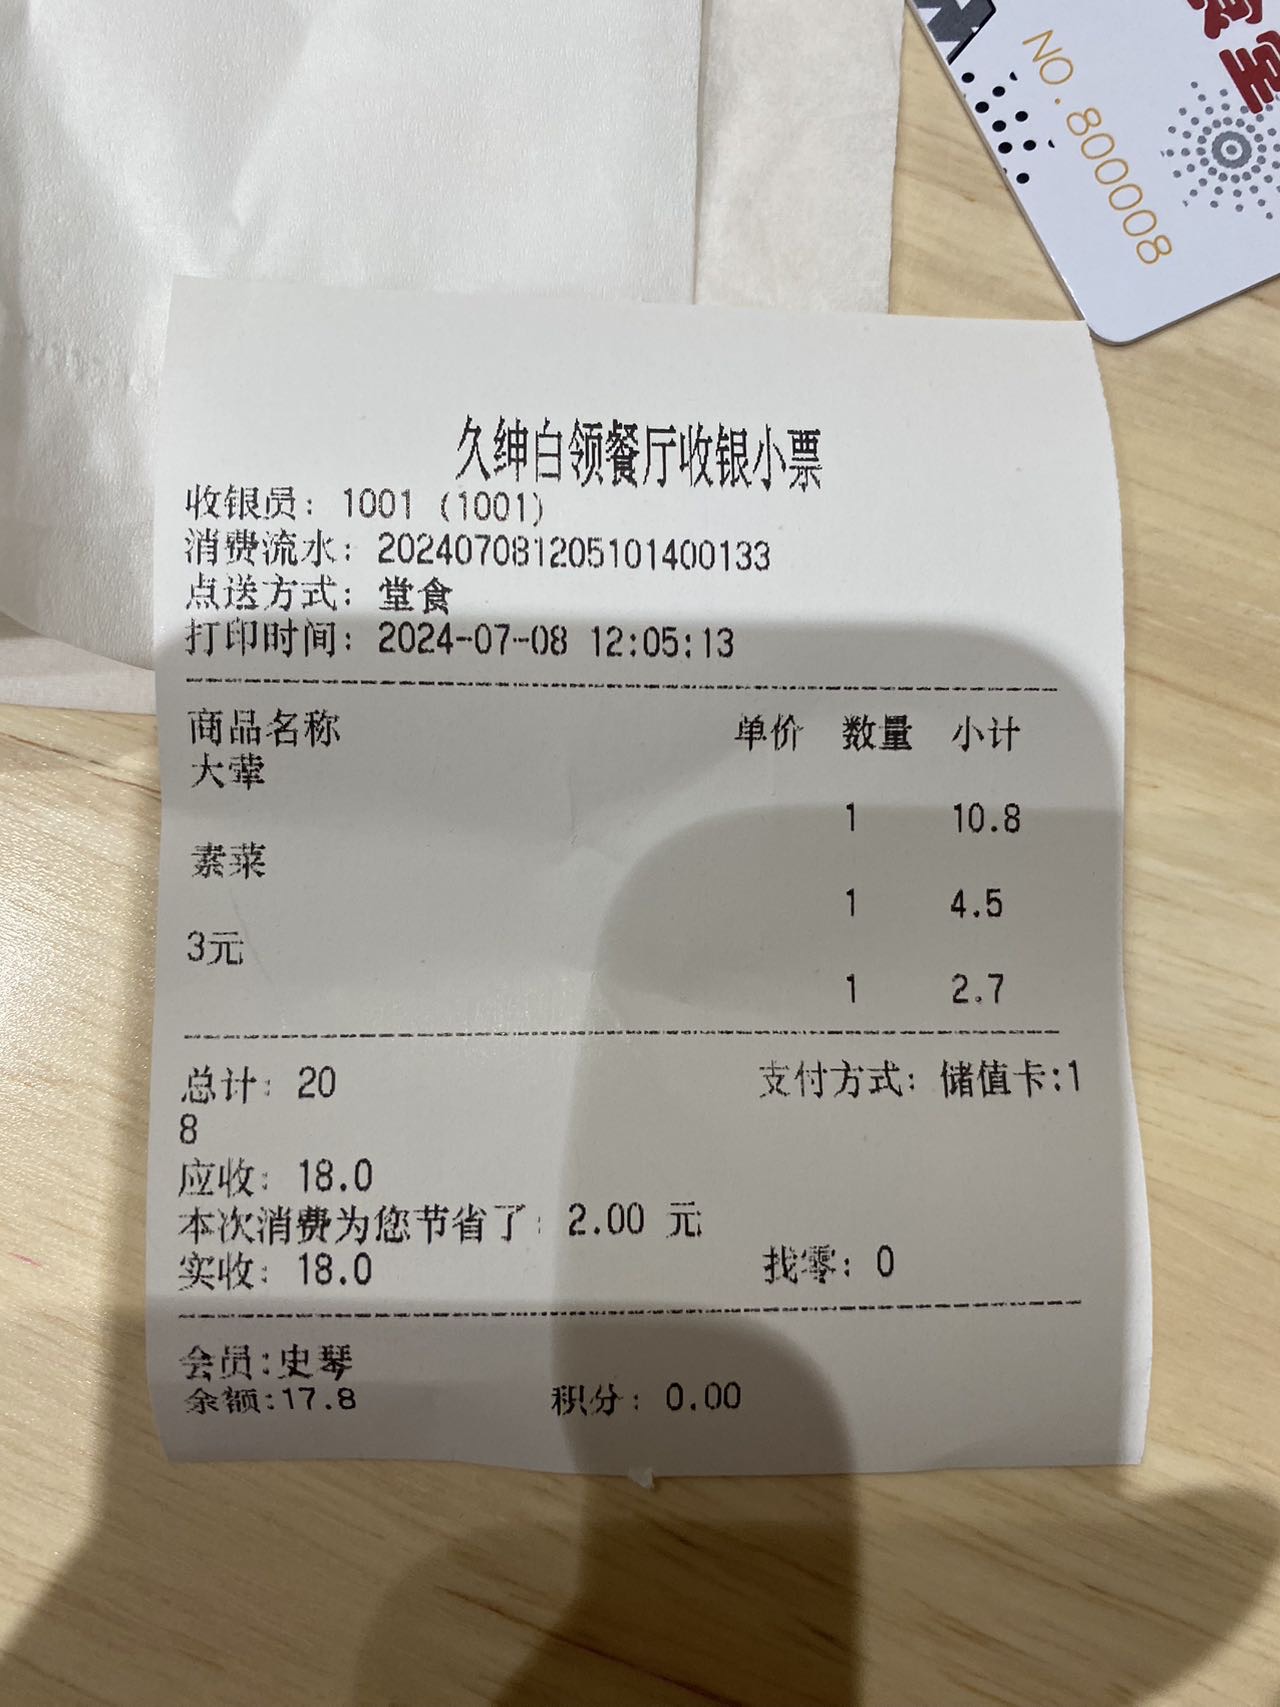 NO.800008
久绅白领餐厅收银小票
收银员：1001 (1001)
消费流水：2024070812051014​00133
点送方式：堂食
打印时间：2024-07-08 12:05:13
商品名称 单价 数量 小计
大荤
1 10.8
素菜
1 4.5
3元
1 2.7
总计：20 支付方式：储值卡:1
8
应收：18.0
本次消费为您节省了：2.00 元
实收：18.0 找零：0
会员:史琴
余额:17.8 积分：0.00